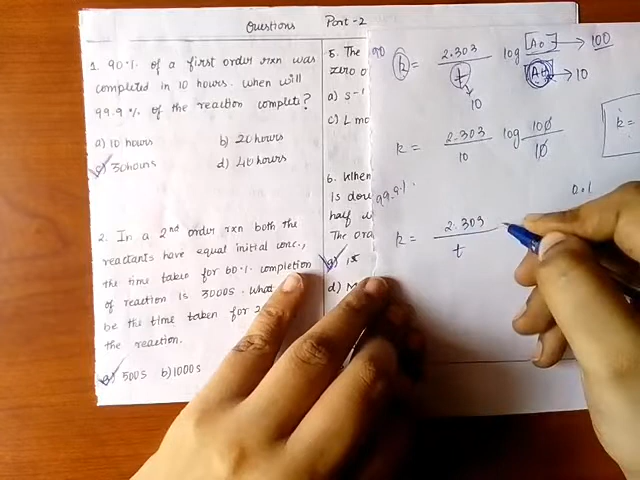 Questions Part-2
1. 90%. of a first order rxn was
completed in 10 hours. When will
99.9% of the reaction complete?
a) 10 hours b) 20 hours
c) 30 hours d) 40 hours
2. In a 2nd order rxn both the
reactants have equal initial conc.,
the time taken for 60%. completion
of reaction is 3000s. What
be the time taken for 2
the reaction.
a) 500s b) 1000s
5. The
zero o
a) s-1
c) L mo
6. When
is dou
half
The ord
a) 1st
d) M
90
k = 2.303 / t log [A0] / [At] → 100
→ 10
10
k = 2.303 / 10 log 100 / 10
k =
99.9%.
0.1
k = 2.303 / t